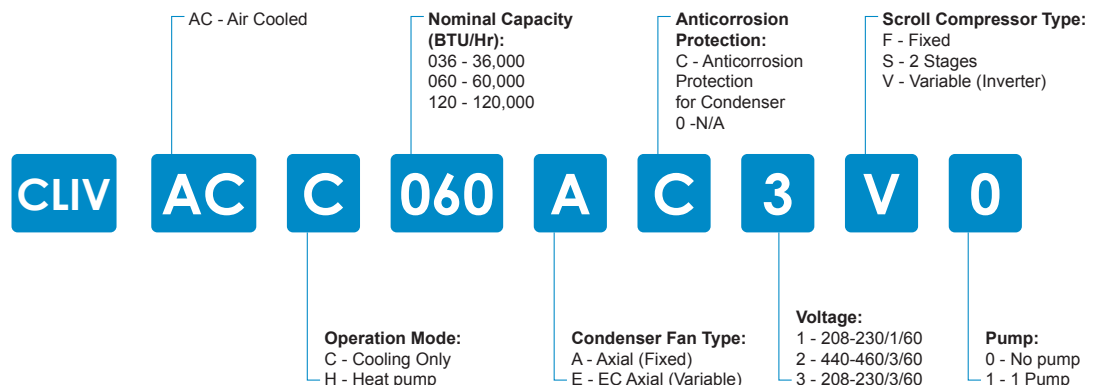 AC - Air Cooled
Nominal Capacity
(BTU/Hr):
036 - 36,000
060 - 60,000
120 - 120,000
Anticorrosion
Protection:
C - Anticorrosion
Protection
for Condenser
0 -N/A
Scroll Compressor Type:
F - Fixed
S - 2 Stages
V - Variable (Inverter)
CLIV AC C 060 A C 3 V 0
Operation Mode:
C - Cooling Only
H - Heat pump
Condenser Fan Type:
A - Axial (Fixed)
E - EC Axial (Variable)
Voltage:
1 - 208-230/1/60
2 - 440-460/3/60
3 - 208-230/3/60
Pump:
0 - No pump
1 - 1 Pump